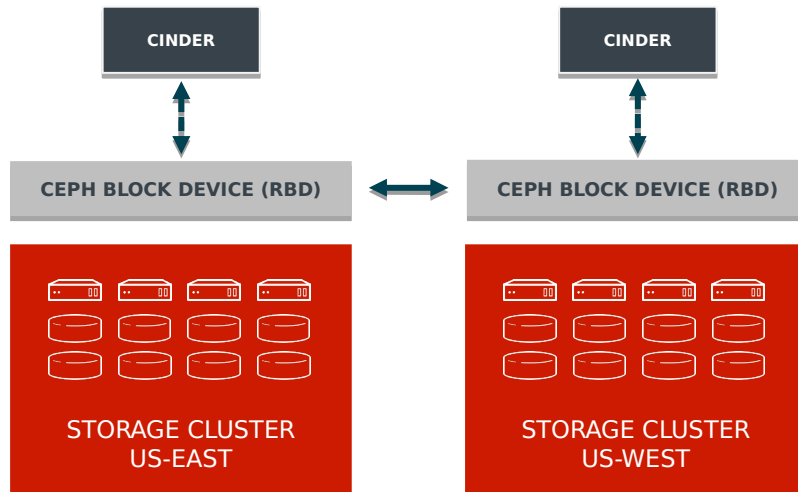 CINDER
CINDER
CEPH BLOCK DEVICE (RBD)
CEPH BLOCK DEVICE (RBD)
STORAGE CLUSTER
US-EAST
STORAGE CLUSTER
US-WEST